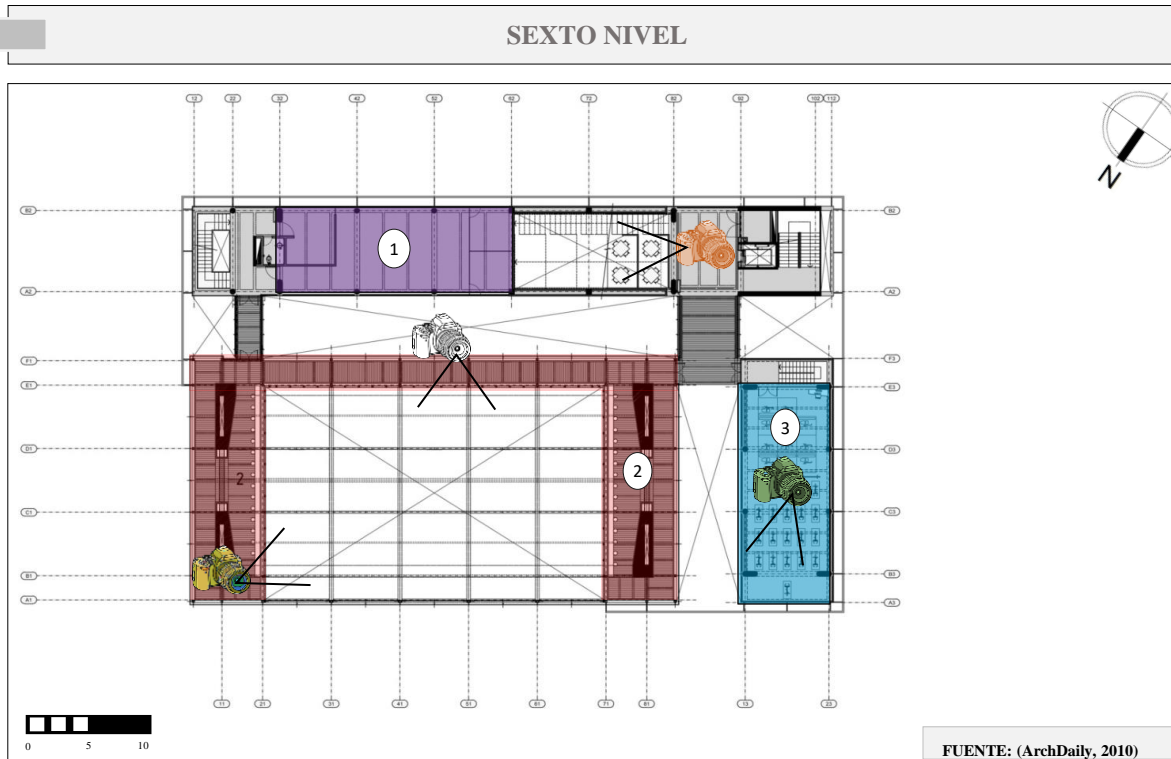 SEXTO NIVEL
12 22 32 42 52 62 72 82 92 102 112
N
B2 B2
1
A2 A2
F1 F3
E1 E3
3
D1 D3
2 2
C1 C3
B1 B3
A1 A3
11 21 31 41 51 61 71 81 13 23
0 5 10
FUENTE: (ArchDaily, 2010)